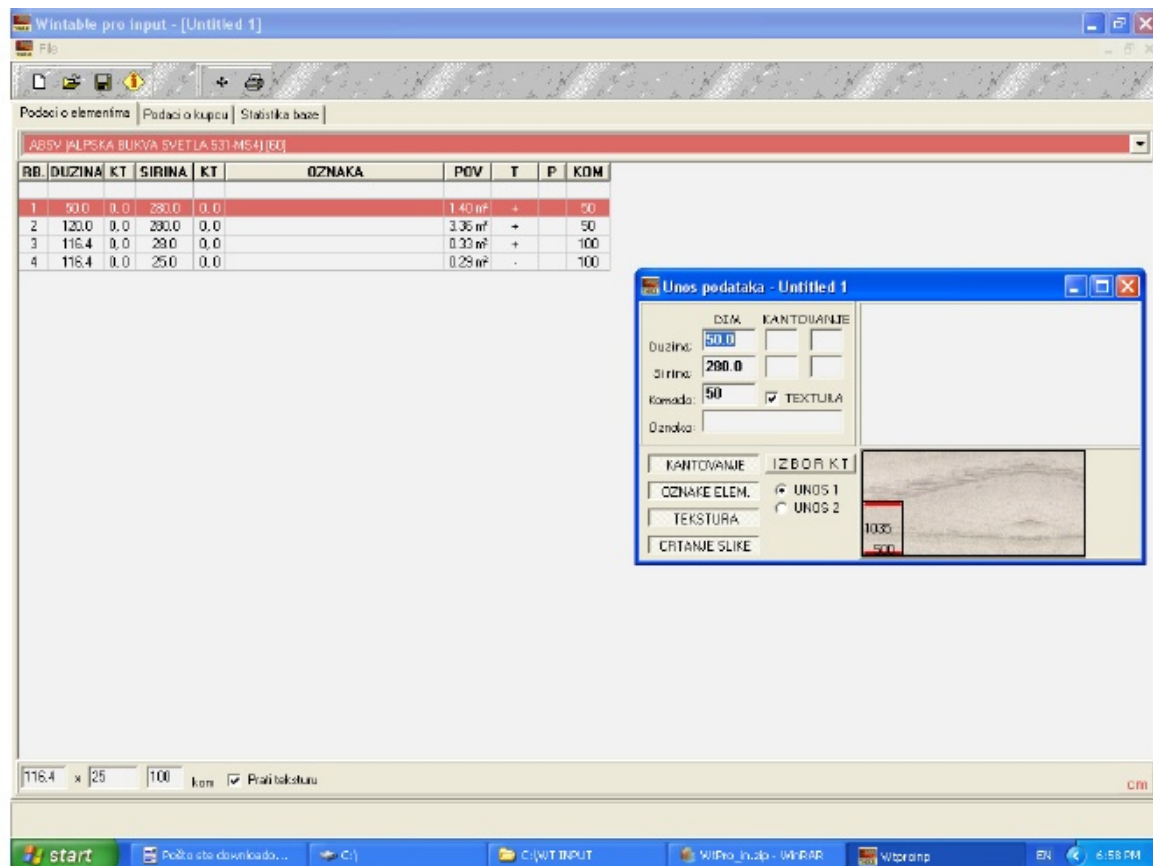 Wintable pro input - [Untitled 1]
File
Podaci o elementima Podaci o kupcu Statistika baze
ABSV (ALPSKA BUKVA SVETLA 531-MS4) [60]
RB. DUZINA KT SIRINA KT OZNAKA POV T P KOM
1 50.0 0, 0 280.0 0, 0 1.40 m² + 50
2 120.0 0, 0 280.0 0, 0 3.36 m² + 50
3 116.4 0, 0 28.0 0, 0 0.33 m² + 100
4 116.4 0, 0 25.0 0, 0 0.29 m² - 100
Unos podataka - Untitled 1
DIM. KANTOVANJE
Duzina: 50.0
Sirina: 280.0
Komada: 50 TEXTURA
Oznaka:
KANTOVANJE IZBOR KT
OZNAKE ELEM. UNOS 1
TEKSTURA UNOS 2
CRTANJE SLIKE
1035
500
116.4 x 25 100 kom Prati teksturu
cm
start Pošto ste downloado... C:\ C:\WT INPUT WtPro_in.zip - WinRAR Wtproinp EN 6:58 PM